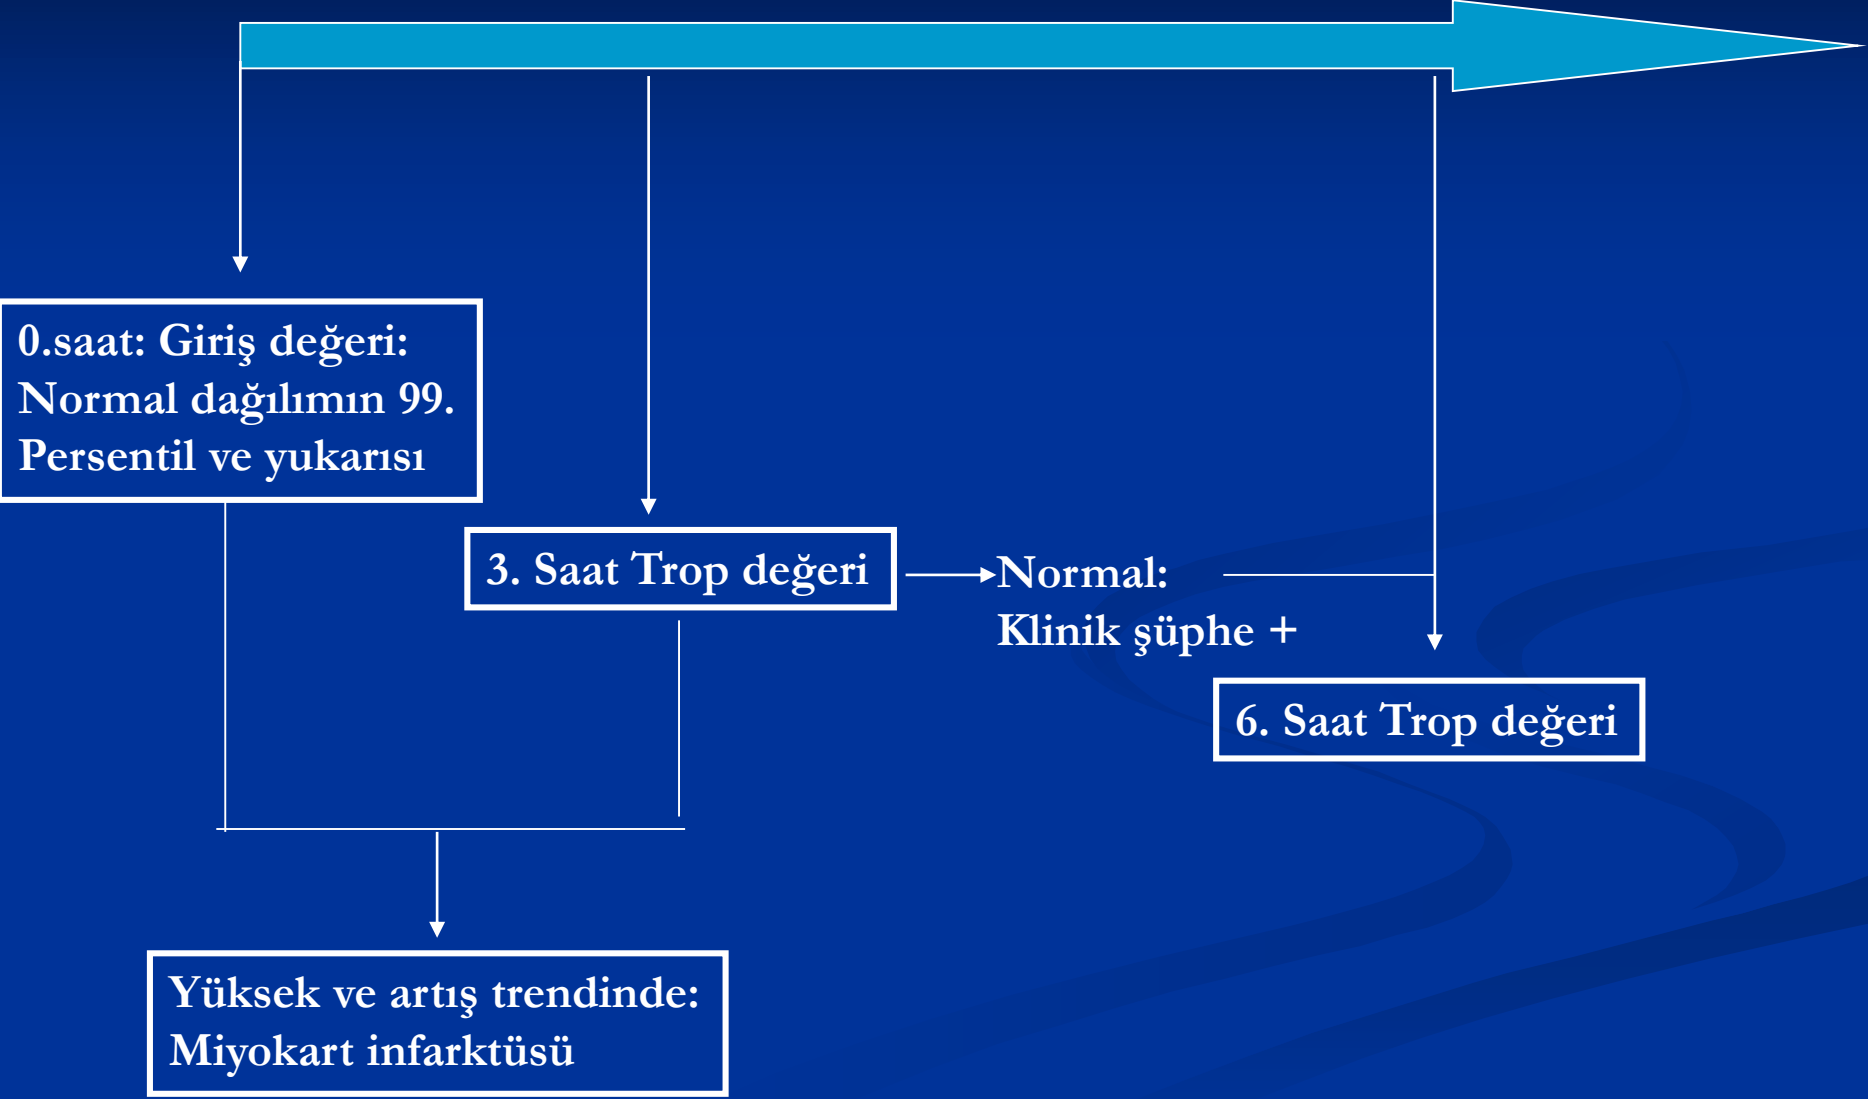 0.saat: Giriş değeri:
Normal dağılımın 99.
Persentil ve yukarısı
3. Saat Trop değeri
Normal:
Klinik şüphe +
6. Saat Trop değeri
Yüksek ve artış trendinde:
Miyokart infarktüsü